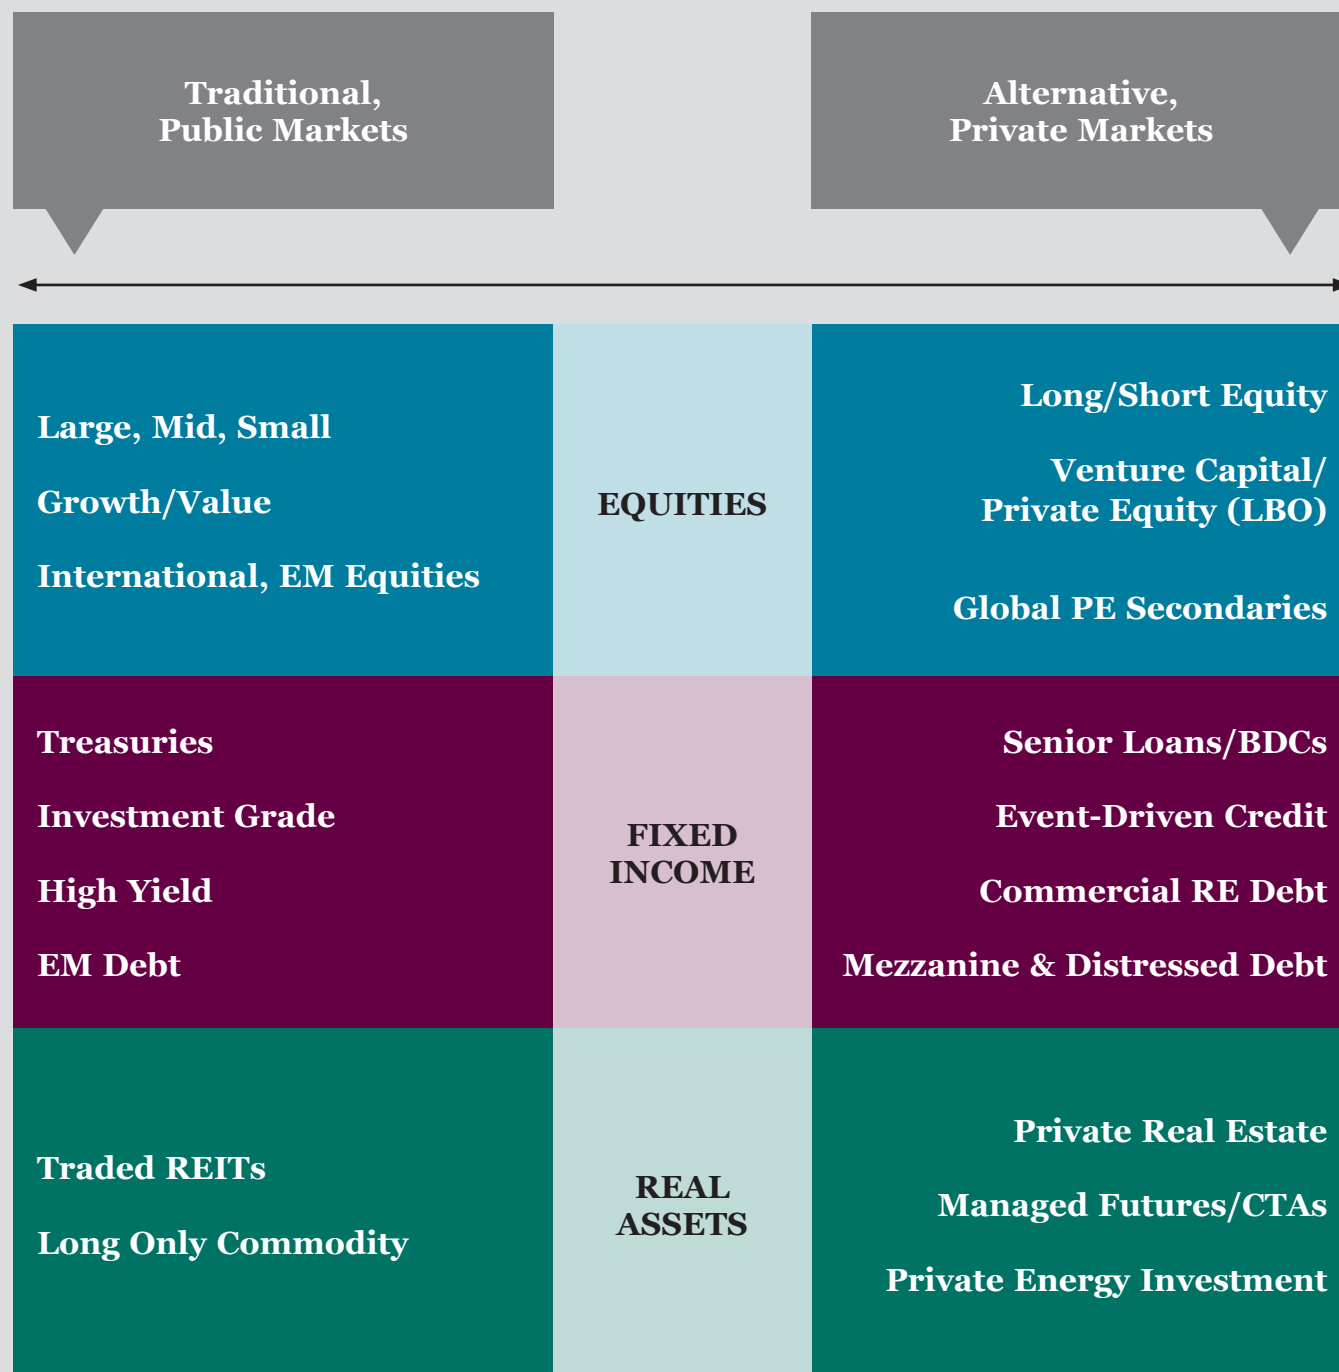 Traditional,
Public Markets
Alternative,
Private Markets
Large, Mid, Small
Growth/Value
International, EM Equities
EQUITIES
Long/Short Equity
Venture Capital/
Private Equity (LBO)
Global PE Secondaries
Treasuries
Investment Grade
High Yield
EM Debt
FIXED
INCOME
Senior Loans/BDCs
Event-Driven Credit
Commercial RE Debt
Mezzanine & Distressed Debt
Traded REITs
Long Only Commodity
REAL
ASSETS
Private Real Estate
Managed Futures/CTAs
Private Energy Investment